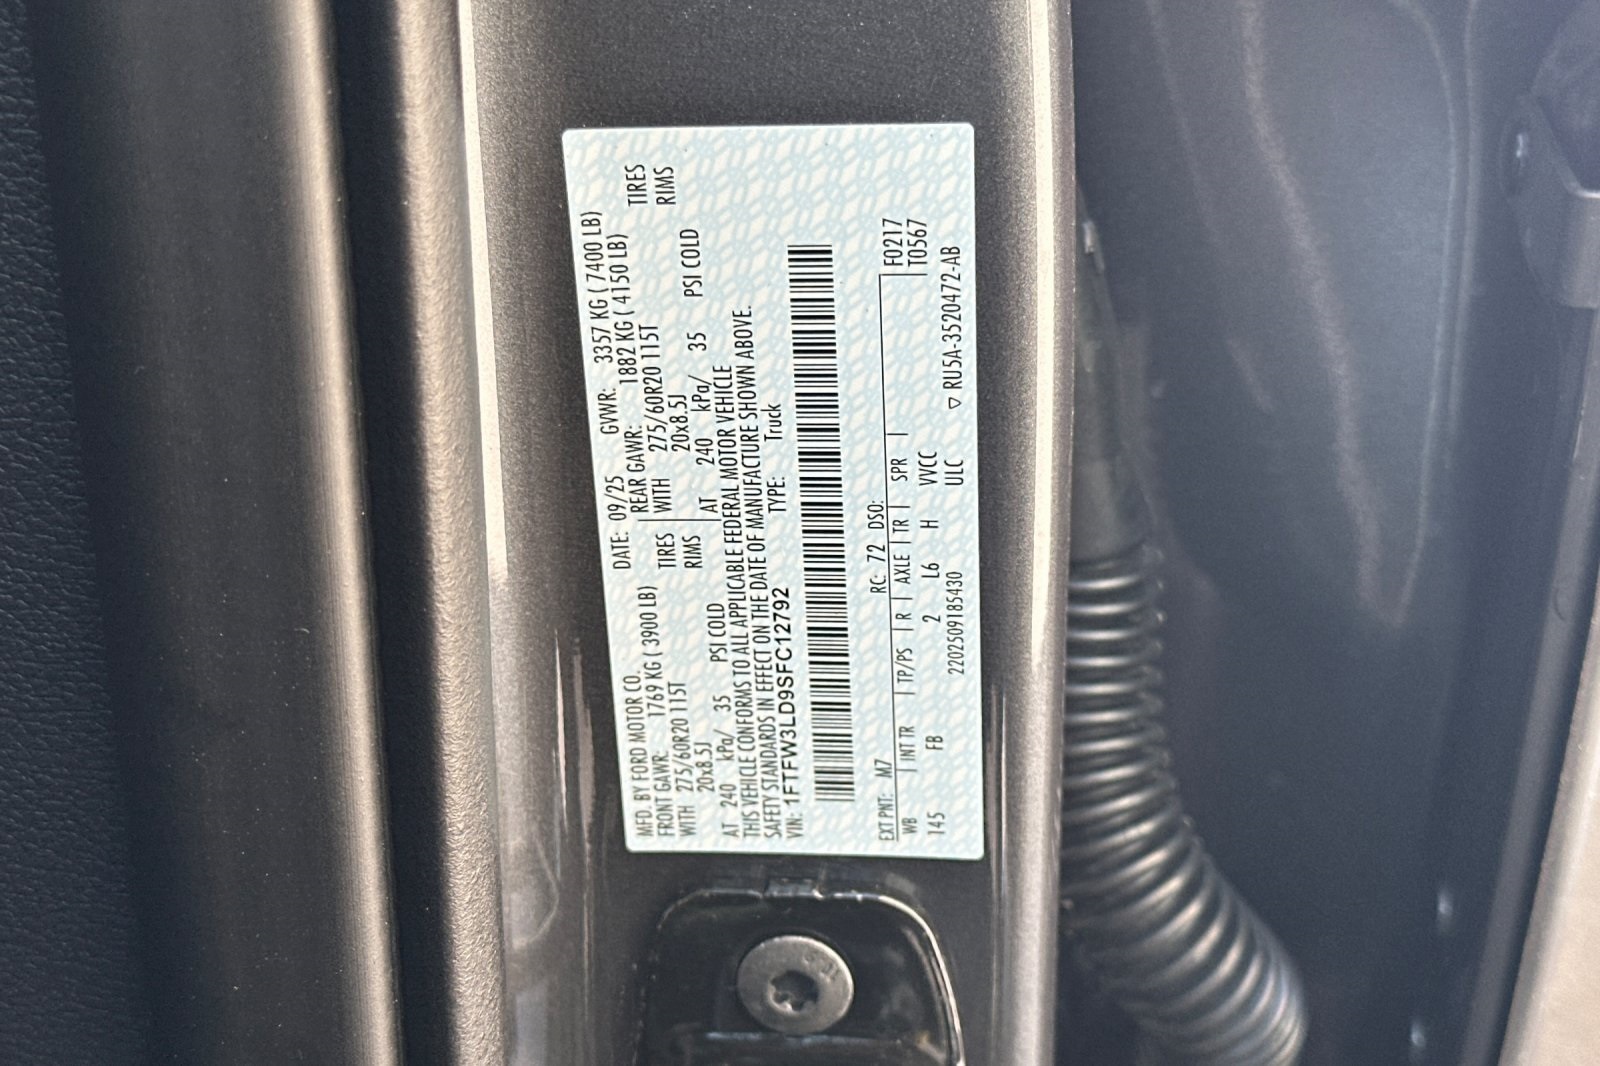 MFD. BY FORD MOTOR CO.
DATE: 09/25 GVWR: 3357 KG ( 7400 LB)
FRONT GAWR: 1769 KG ( 3900 LB) REAR GAWR: 1882 KG ( 4150 LB)
WITH 275/60R20 115T TIRES WITH 275/60R20 115T TIRES
20x8.5J RIMS 20x8.5J RIMS
AT 240 kPa/ 35 PSI COLD AT 240 kPa/ 35 PSI COLD
THIS VEHICLE CONFORMS TO ALL APPLICABLE FEDERAL MOTOR VEHICLE
SAFETY STANDARDS IN EFFECT ON THE DATE OF MANUFACTURE SHOWN ABOVE.
VIN: 1FTFW3LD9SFC12792 TYPE: Truck
EXT PNT: M7 RC: 72 DSO: F0217
WB INT TR TP/PS R AXLE TR SPR T0567
145 FB 2 L6 H VVCC
2202509185430 ULC ▽ RU5A-3520472-AB